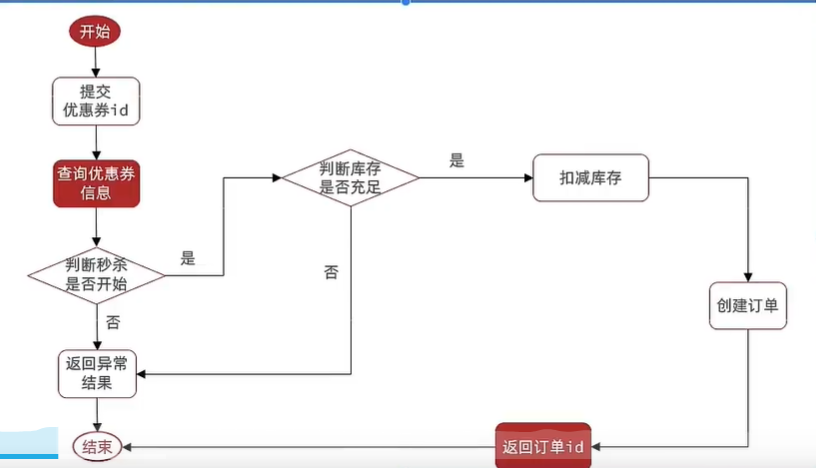 开始
提交
优惠券id
查询优惠券
信息
判断秒杀
是否开始
是
否
返回异常
结果
结束
判断库存
是否充足
是
否
扣减库存
创建订单
返回订单id